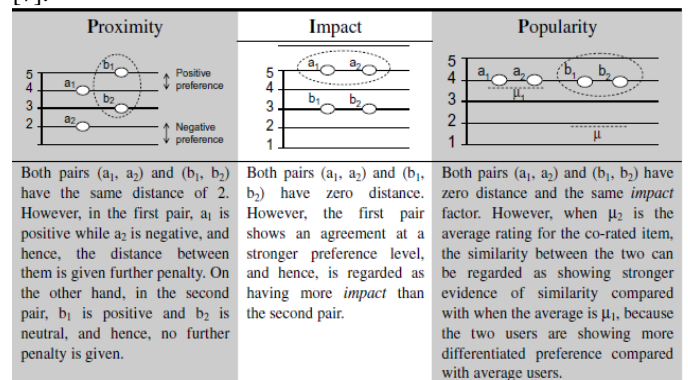 Proximity
Impact
Popularity
5
4
3
2
a₁
a₂
b₁
b₂
Positive
preference
Negative
preference
5
4
3
2
1
a₁
a₂
b₁
b₂
5
4
3
2
1
a₁
a₂
b₁
b₂
μ
Both pairs (a₁, a₂) and (b₁, b₂)
have the same distance of 2.
However, in the first pair, a₁ is
positive while a₂ is negative, and
hence, the distance between
them is given further penalty. On
the other hand, in the second
pair, b₁ is positive and b₂ is
neutral, and hence, no further
penalty is given.
Both pairs (a₁, a₂) and (b₁,
b₂) have zero distance.
However, the first pair
shows an agreement at a
stronger preference level,
and hence, is regarded as
having more impact than
the second pair.
Both pairs (a₁, a₂) and (b₁, b₂) have
zero distance and the same impact
factor. However, when μ₂ is the
average rating for the co-rated item,
the similarity between the two can
be regarded as showing stronger
evidence of similarity compared
with when the average is μ₁, because
the two users are showing more
differentiated preference compared
with average users.